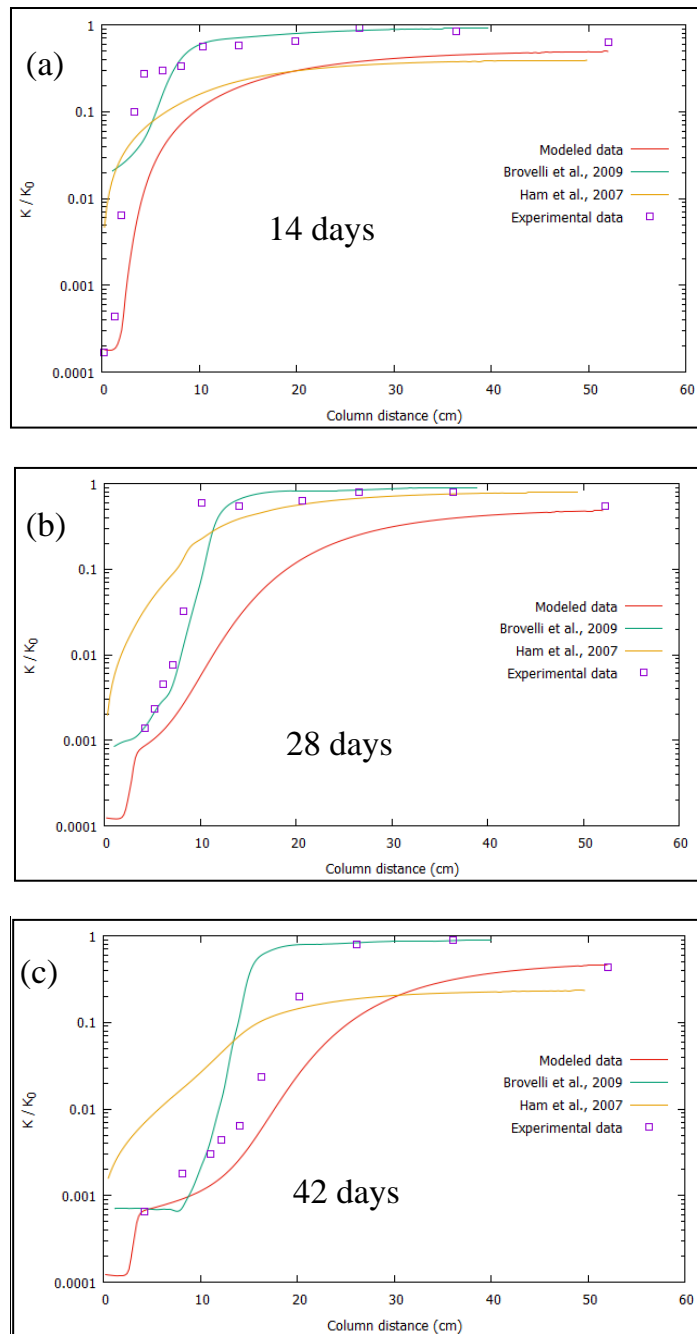 (a)
1
0.1
0.01
0.001
0.0001
K / K0
Modeled data
Brovelli et al., 2009
Ham et al., 2007
Experimental data
14 days
0 10 20 30 40 50 60
Column distance (cm)
(b)
1
0.1
0.01
0.001
0.0001
K / K0
Modeled data
Brovelli et al., 2009
Ham et al., 2007
Experimental data
28 days
0 10 20 30 40 50 60
Column distance (cm)
(c)
1
0.1
0.01
0.001
0.0001
K / K0
Modeled data
Brovelli et al., 2009
Ham et al., 2007
Experimental data
42 days
0 10 20 30 40 50 60
Column distance (cm)